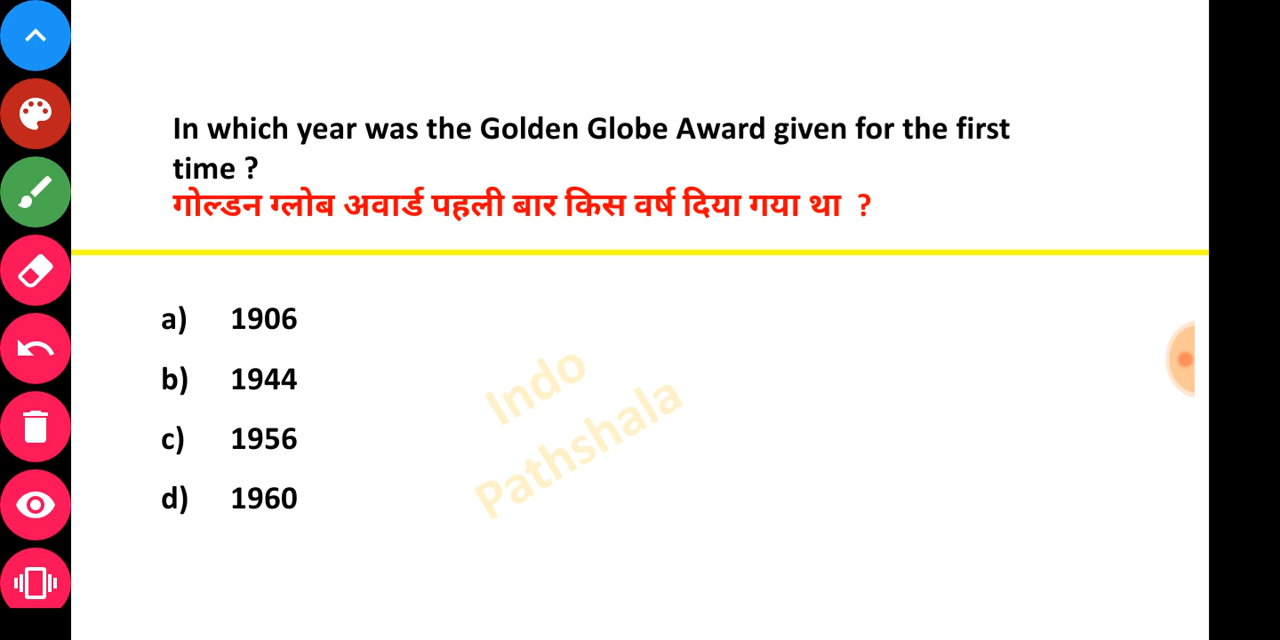 In which year was the Golden Globe Award given for the first
time ?
गोल्डन ग्लोब अवार्ड पहली बार किस वर्ष दिया गया था ?
a) 1906
b) 1944
c) 1956
d) 1960
Indo
Pathshala